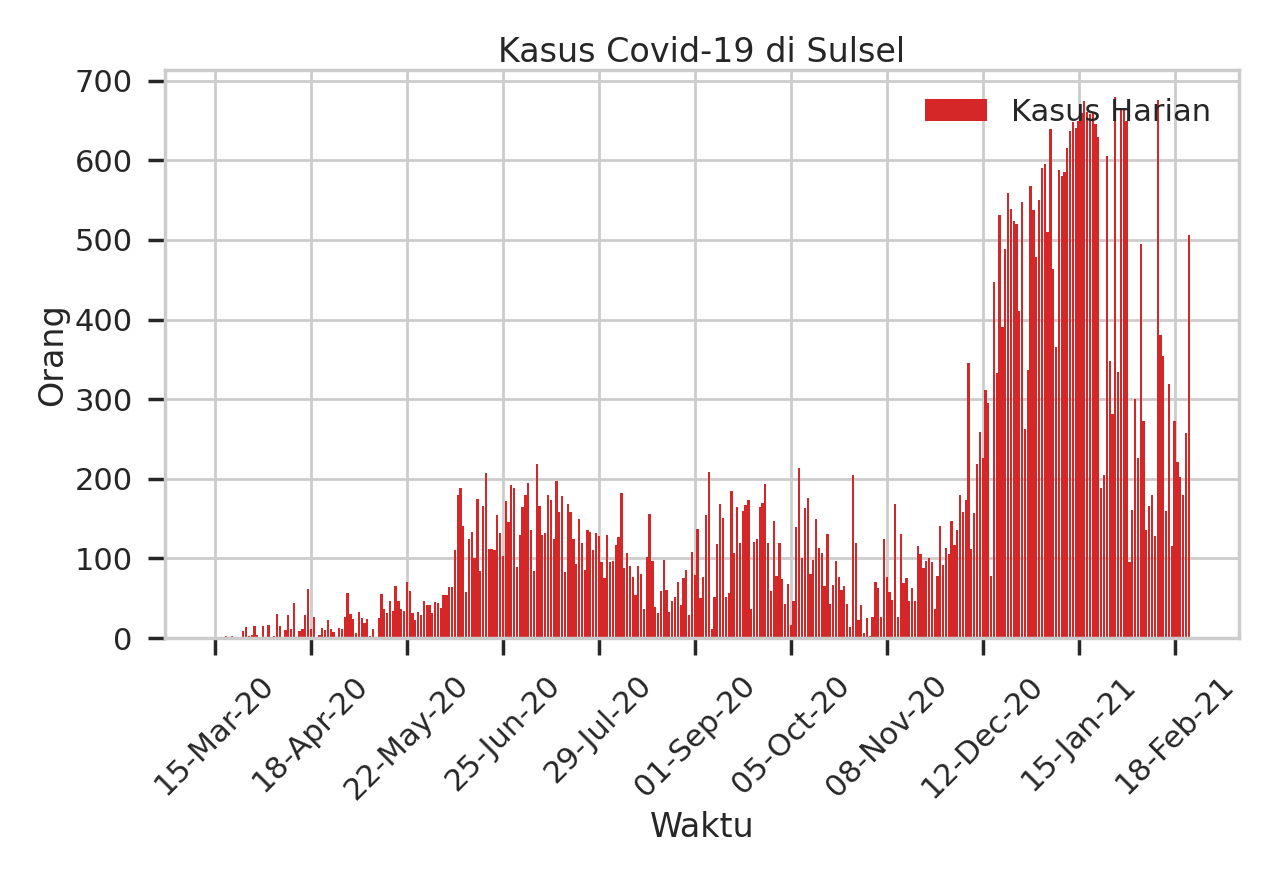 Kasus Covid-19 di Sulsel
Kasus Harian
Orang
700
600
500
400
300
200
100
0
15-Mar-20
18-Apr-20
22-May-20
25-Jun-20
29-Jul-20
01-Sep-20
05-Oct-20
08-Nov-20
12-Dec-20
15-Jan-21
18-Feb-21
Waktu